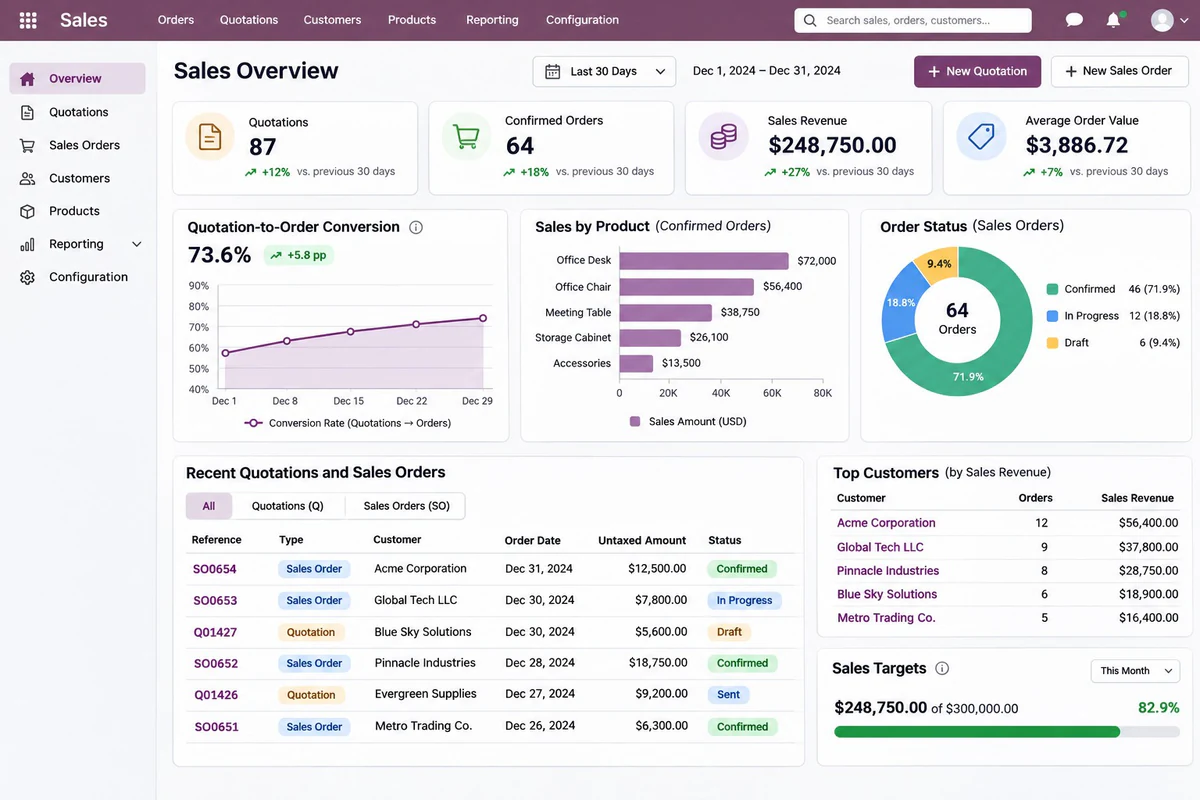 Sales
Orders
Quotations
Customers
Products
Reporting
Configuration
Search sales, orders, customers...
Overview
Quotations
Sales Orders
Customers
Products
Reporting
Configuration
Sales Overview
Last 30 Days
Dec 1, 2024 – Dec 31, 2024
+ New Quotation
+ New Sales Order
Quotations
87
+12% vs. previous 30 days
Confirmed Orders
64
+18% vs. previous 30 days
Sales Revenue
$248,750.00
+27% vs. previous 30 days
Average Order Value
$3,886.72
+7% vs. previous 30 days
Quotation-to-Order Conversion
73.6% +5.8 pp
90%
80%
70%
60%
50%
40%
Dec 1 Dec 8 Dec 15 Dec 22 Dec 29
Conversion Rate (Quotations → Orders)
Sales by Product (Confirmed Orders)
Office Desk $72,000
Office Chair $56,400
Meeting Table $38,750
Storage Cabinet $26,100
Accessories $13,500
0 20K 40K 60K 80K
Sales Amount (USD)
Order Status (Sales Orders)
9.4%
18.8%
71.9%
64
Orders
Confirmed 46 (71.9%)
In Progress 12 (18.8%)
Draft 6 (9.4%)
Recent Quotations and Sales Orders
All Quotations (Q) Sales Orders (SO)
Reference Type Customer Order Date Untaxed Amount Status
SO0654 Sales Order Acme Corporation Dec 31, 2024 $12,500.00 Confirmed
SO0653 Sales Order Global Tech LLC Dec 30, 2024 $7,800.00 In Progress
Q01427 Quotation Blue Sky Solutions Dec 30, 2024 $5,600.00 Draft
SO0652 Sales Order Pinnacle Industries Dec 28, 2024 $18,750.00 Confirmed
Q01426 Quotation Evergreen Supplies Dec 27, 2024 $9,200.00 Sent
SO0651 Sales Order Metro Trading Co. Dec 26, 2024 $6,300.00 Confirmed
Top Customers (by Sales Revenue)
Customer Orders Sales Revenue
Acme Corporation 12 $56,400.00
Global Tech LLC 9 $37,800.00
Pinnacle Industries 8 $28,750.00
Blue Sky Solutions 6 $18,900.00
Metro Trading Co. 5 $16,400.00
Sales Targets
This Month
$248,750.00 of $300,000.00 82.9%